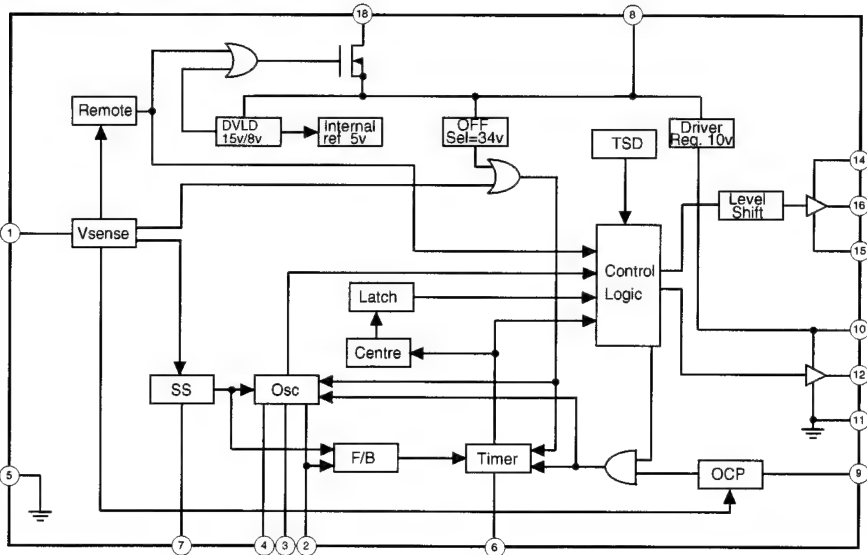 18
8
Remote
DVLD
15v/8v
internal
ref 5v
OFF
Sel=34v
Driver
Reg. 10v
TSD
14
Level
Shift
16
1
Vsense
15
Control
Logic
Latch
Centre
10
SS
Osc
12
11
F/B
Timer
5
OCP
9
7
4
3
2
6